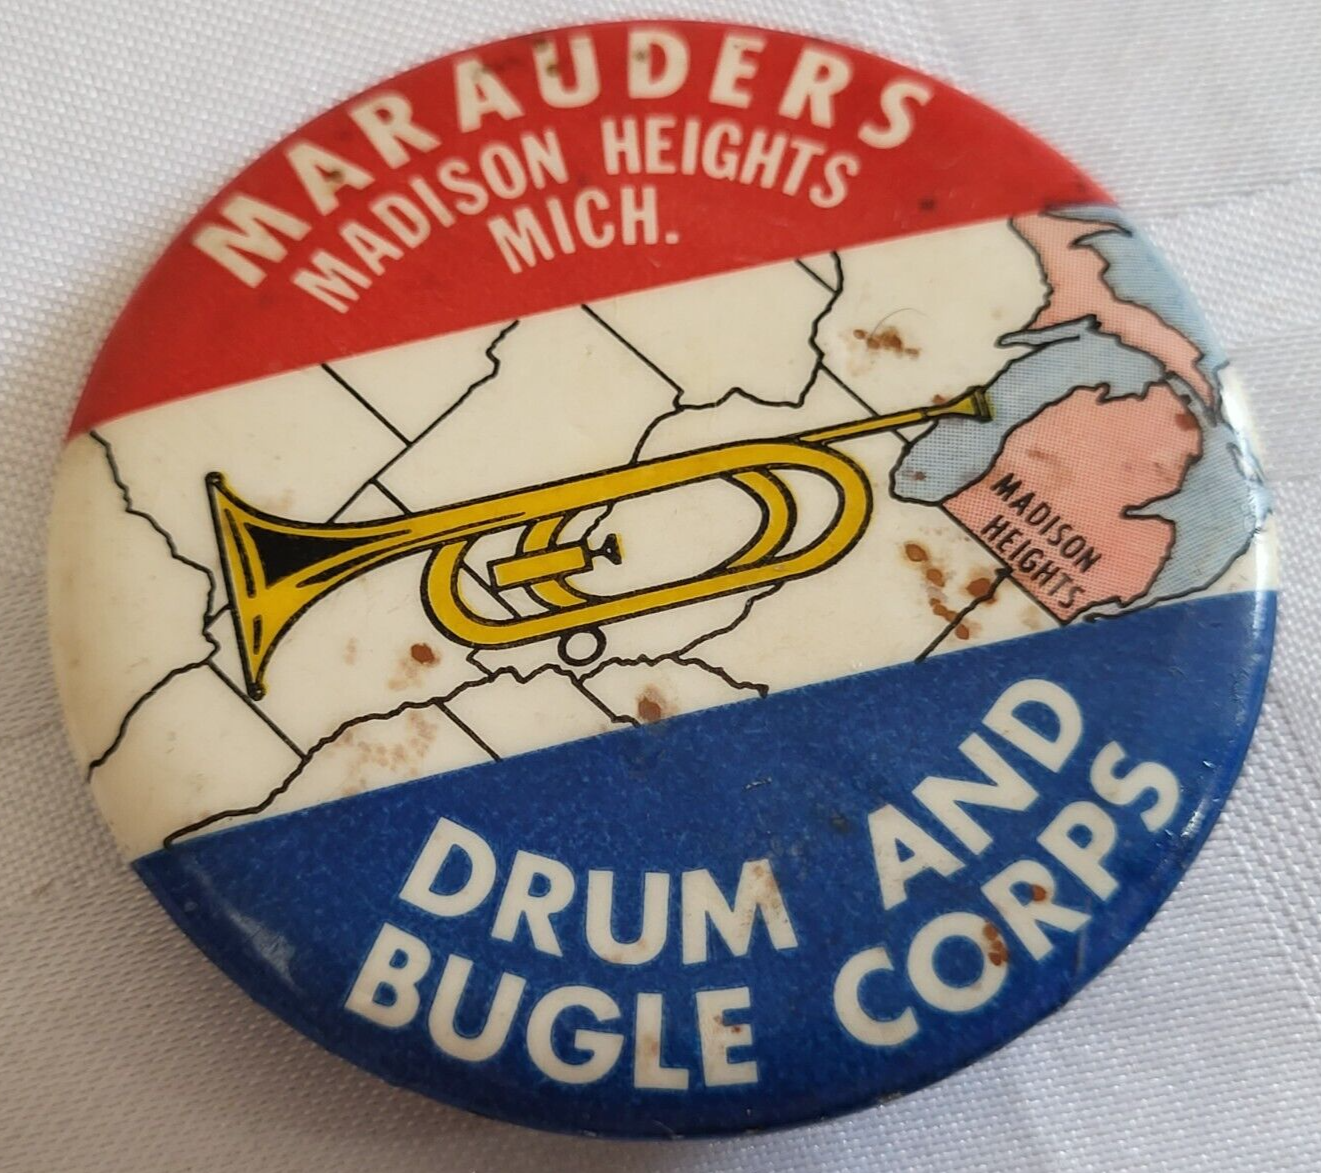 MARAUDERS
MADISON HEIGHTS
MICH.
MADISON
HEIGHTS
DRUM AND
BUGLE CORPS